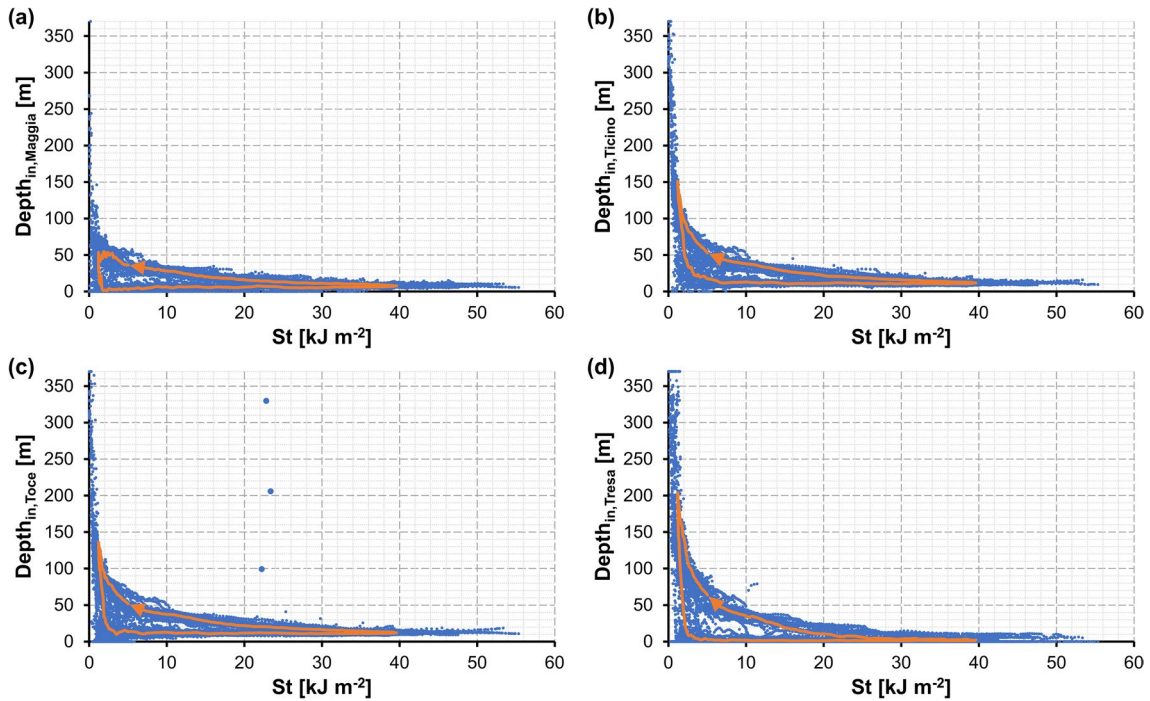 (a)
350
300
250
200
150
100
50
0
Depth_in,Maggia [m]
0 10 20 30 40 50 60
St [kJ m⁻²]
(b)
350
300
250
200
150
100
50
0
Depth_in,Ticino [m]
0 10 20 30 40 50 60
St [kJ m⁻²]
(c)
350
300
250
200
150
100
50
0
Depth_in,Toce [m]
0 10 20 30 40 50 60
St [kJ m⁻²]
(d)
350
300
250
200
150
100
50
0
Depth_in,Tresa [m]
0 10 20 30 40 50 60
St [kJ m⁻²]